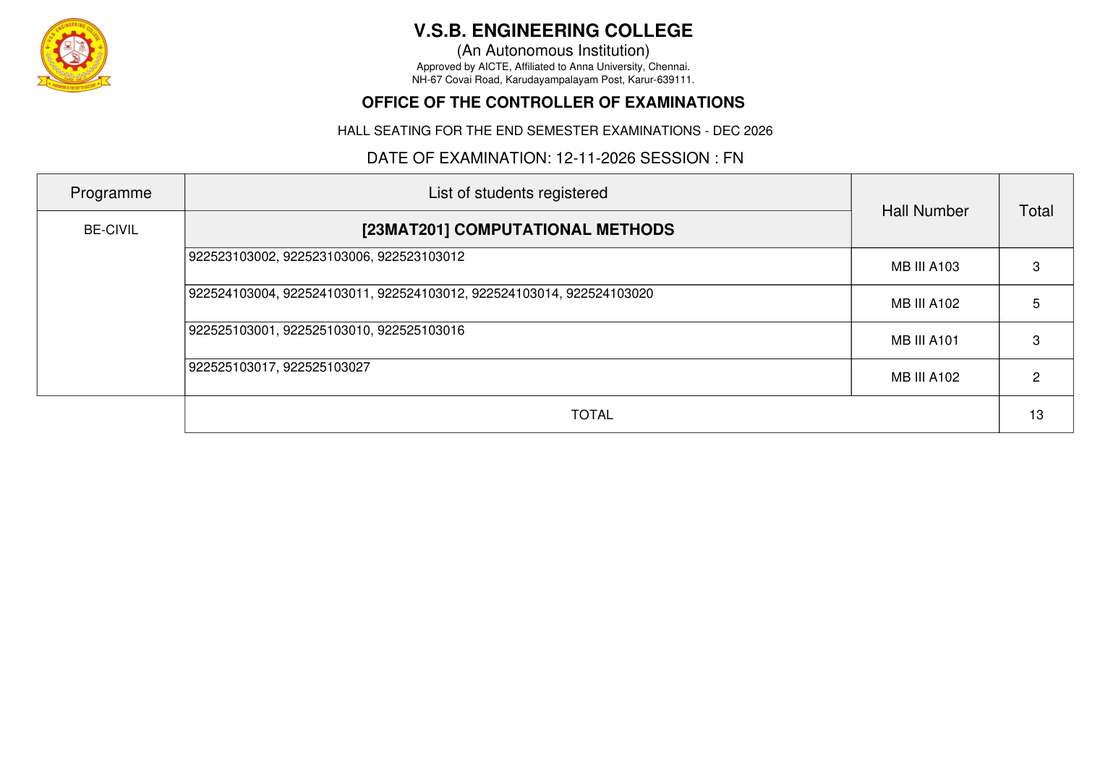 V.S.B. ENGINEERING COLLEGE
(An Autonomous Institution)
Approved by AICTE, Affiliated to Anna University, Chennai.
NH-67 Covai Road, Karudayampalayam Post, Karur-639111.
OFFICE OF THE CONTROLLER OF EXAMINATIONS
HALL SEATING FOR THE END SEMESTER EXAMINATIONS - DEC 2026
DATE OF EXAMINATION: 12-11-2026 SESSION : FN
Programme List of students registered Hall Number Total
BE-CIVIL [23MAT201] COMPUTATIONAL METHODS
922523103002, 922523103006, 922523103012 MB III A103 3
922524103004, 922524103011, 922524103012, 922524103014, 922524103020 MB III A102 5
922525103001, 922525103010, 922525103016 MB III A101 3
922525103017, 922525103027 MB III A102 2
TOTAL 13